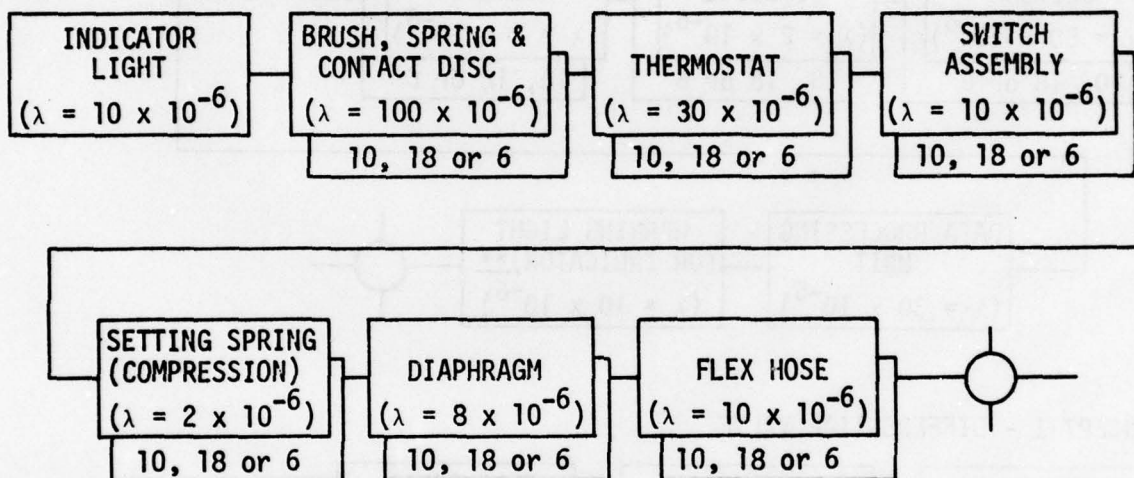 INDICATOR
LIGHT
(λ = 10 x 10⁻⁶)
BRUSH, SPRING &
CONTACT DISC
(λ = 100 x 10⁻⁶)
10, 18 or 6
THERMOSTAT
(λ = 30 x 10⁻⁶)
10, 18 or 6
SWITCH
ASSEMBLY
(λ = 10 x 10⁻⁶)
10, 18 or 6
SETTING SPRING
(COMPRESSION)
(λ = 2 x 10⁻⁶)
10, 18 or 6
DIAPHRAGM
(λ = 8 x 10⁻⁶)
10, 18 or 6
FLEX HOSE
(λ = 10 x 10⁻⁶)
10, 18 or 6